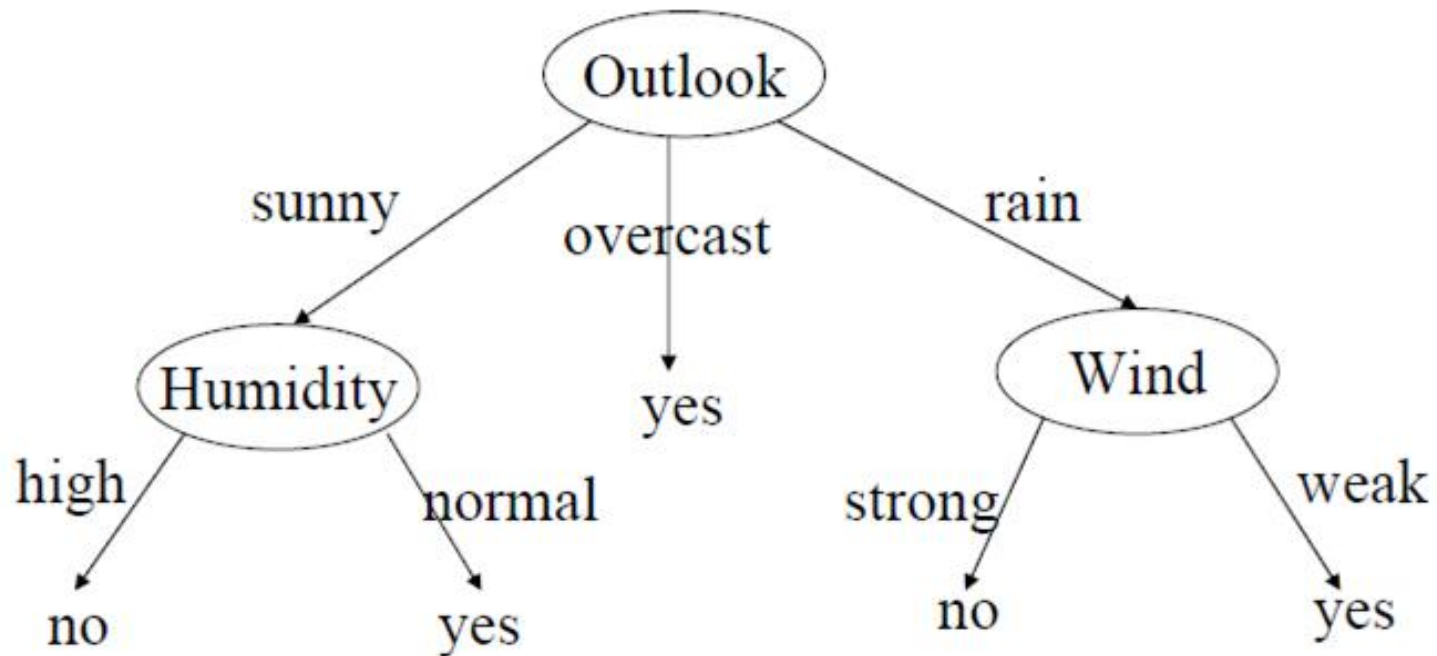 Outlook
sunny
overcast
rain
Humidity
yes
Wind
high
normal
strong
weak
no
yes
no
yes